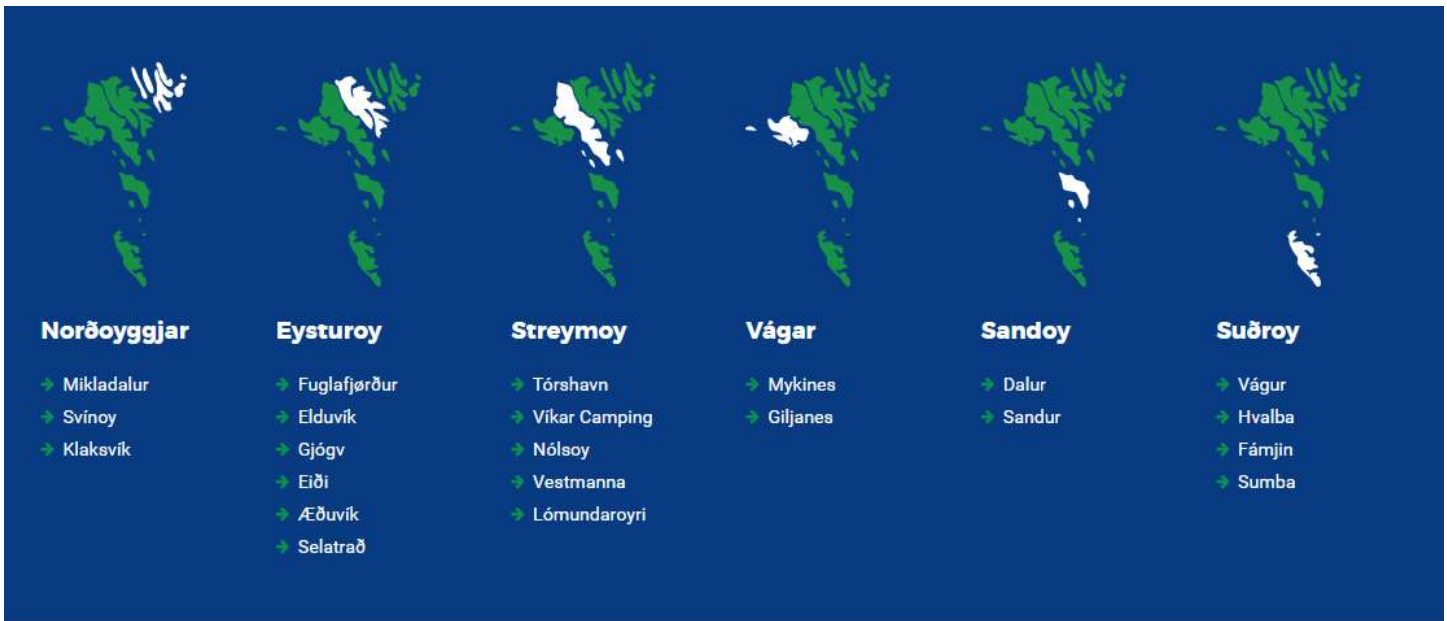 Norðoyggjar
Mikladalur
Svínoy
Klaksvík
Eysturoy
Fuglafjørður
Elduvík
Gjógv
Eiði
Æðuvík
Selatrað
Streymoy
Tórshavn
Víkar Camping
Nólsoy
Vestmanna
Lómundaroyri
Vágar
Mykines
Giljanes
Sandoy
Dalur
Sandur
Suðroy
Vágur
Hvalba
Fámjin
Sumba